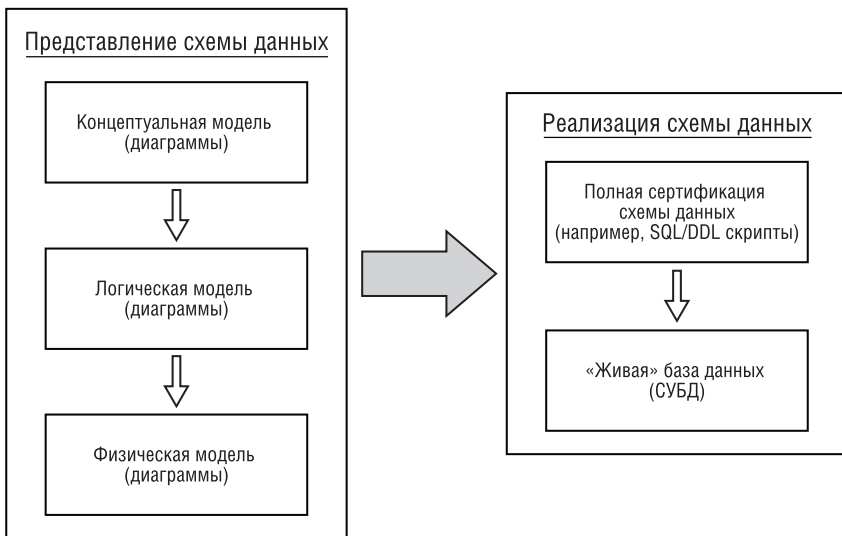 Представление схемы данных
Концептуальная модель
(диаграммы)
Логическая модель
(диаграммы)
Физическая модель
(диаграммы)
Реализация схемы данных
Полная сертификация
схемы данных
(например, SQL/DDL скрипты)
«Живая» база данных
(СУБД)